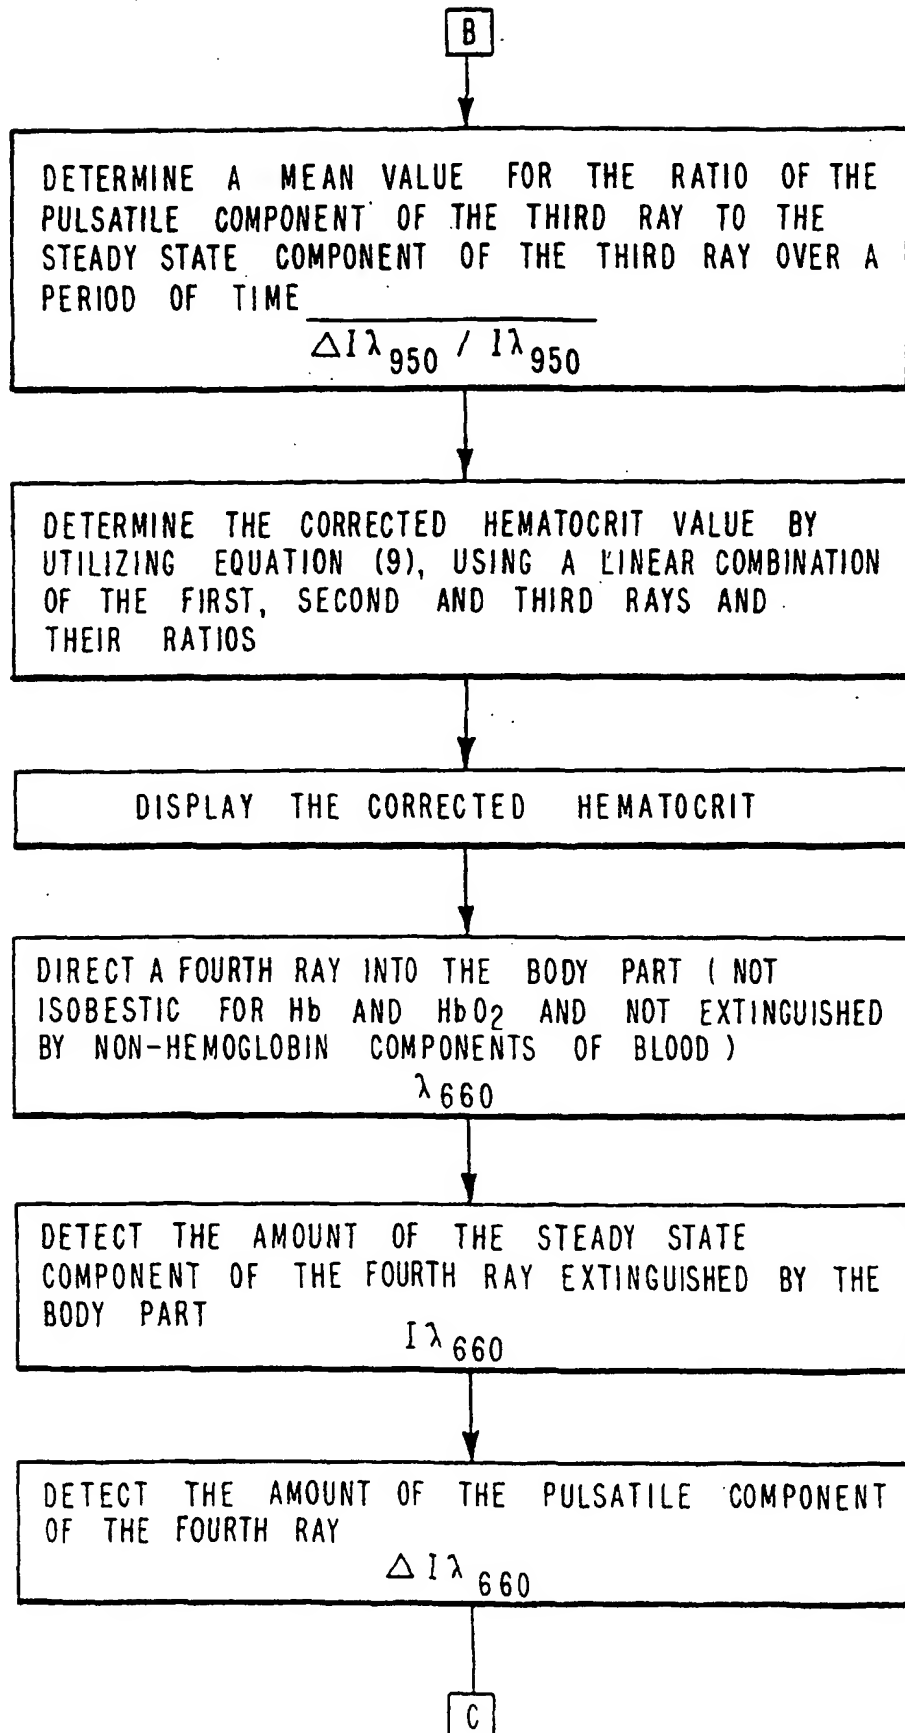 B
DETERMINE A MEAN VALUE FOR THE RATIO OF THE
PULSATILE COMPONENT OF THE THIRD RAY TO THE
STEADY STATE COMPONENT OF THE THIRD RAY OVER A
PERIOD OF TIME
ΔIλ950 / Iλ950
DETERMINE THE CORRECTED HEMATOCRIT VALUE BY
UTILIZING EQUATION (9), USING A LINEAR COMBINATION
OF THE FIRST, SECOND AND THIRD RAYS AND
THEIR RATIOS
DISPLAY THE CORRECTED HEMATOCRIT
DIRECT A FOURTH RAY INTO THE BODY PART ( NOT
ISOBESTIC FOR Hb AND HbO2 AND NOT EXTINGUISHED
BY NON-HEMOGLOBIN COMPONENTS OF BLOOD )
λ660
DETECT THE AMOUNT OF THE STEADY STATE
COMPONENT OF THE FOURTH RAY EXTINGUISHED BY THE
BODY PART
Iλ660
DETECT THE AMOUNT OF THE PULSATILE COMPONENT
OF THE FOURTH RAY
ΔIλ660
C